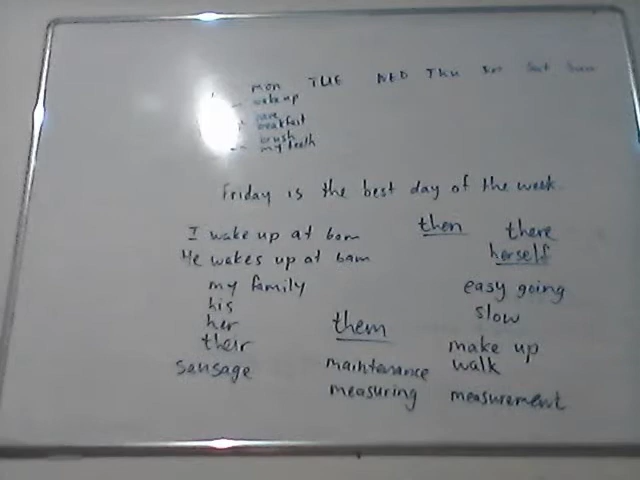 mon TUE WED THU Sat Sun
wake up
have
breakfast
brush
my teeth
Friday is the best day of the week.
I wake up at 6am then there
He wakes up at 6am herself
my family easy going
his slow
her them
their make up
sausage maintenance walk
measuring measurement